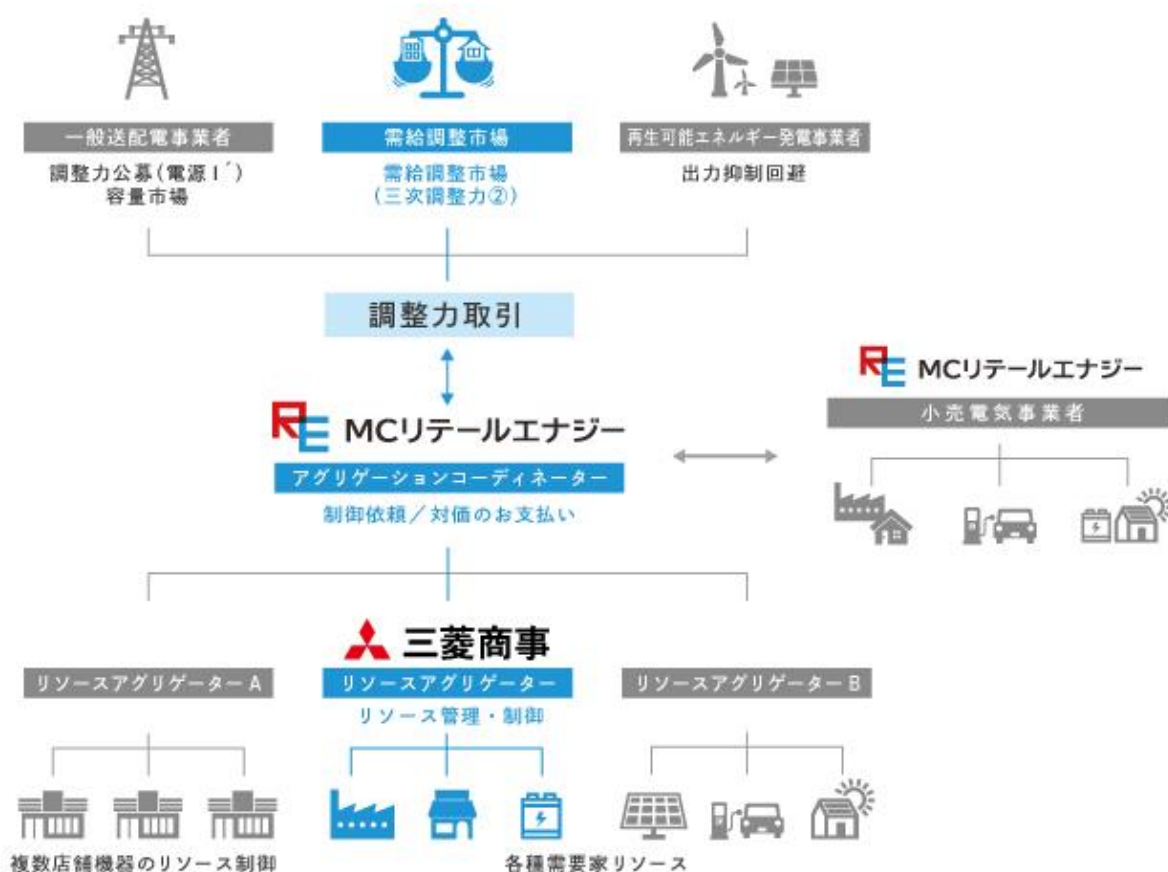 一般送配電事業者
調整力公募(電源I´)
容量市場
需給調整市場
需給調整市場
(三次調整力②)
再生可能エネルギー発電事業者
出力抑制回避
調整力取引
RE MCリテールエナジー
アグリゲーションコーディネーター
制御依頼/対価のお支払い
RE MCリテールエナジー
小売電気事業者
リソースアグリゲーターA
三菱商事
リソースアグリゲーター
リソース管理・制御
リソースアグリゲーターB
複数店舗機器のリソース制御
各種需要家リソース